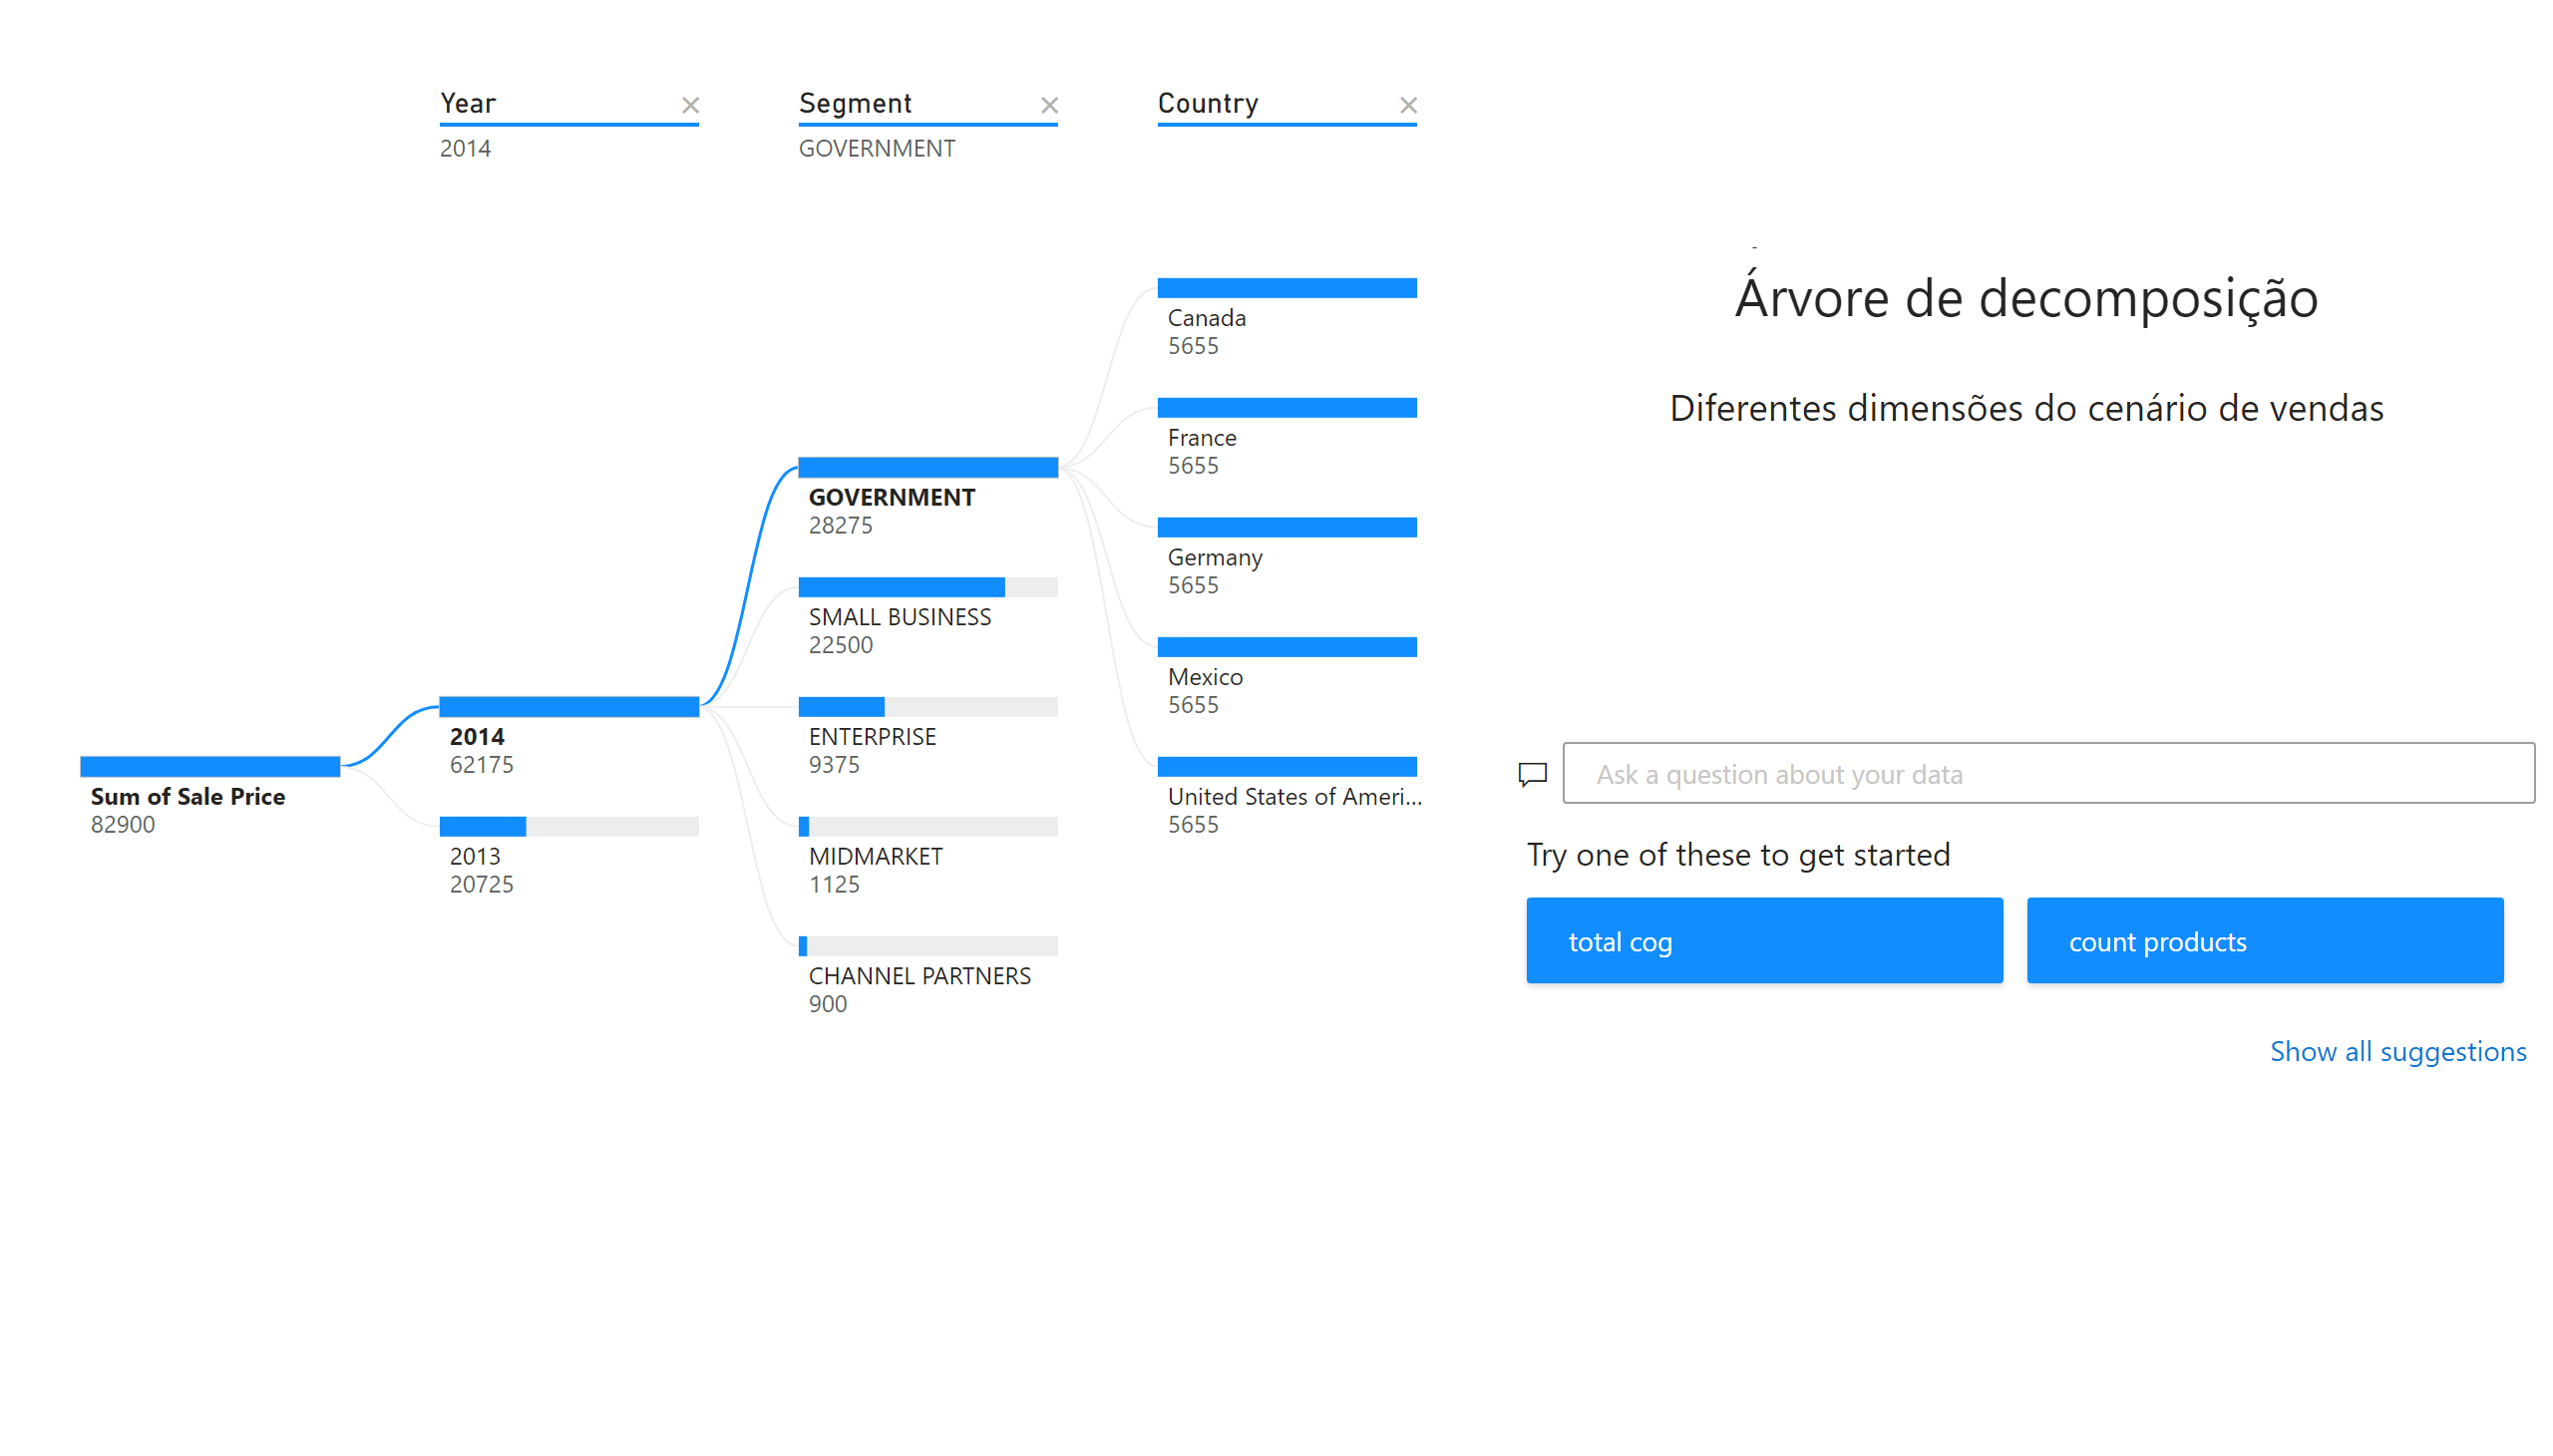 Year
2014
Segment
GOVERNMENT
Country
Sum of Sale Price
82900
2014
62175
2013
20725
GOVERNMENT
28275
SMALL BUSINESS
22500
ENTERPRISE
9375
MIDMARKET
1125
CHANNEL PARTNERS
900
Canada
5655
France
5655
Germany
5655
Mexico
5655
United States of Ameri...
5655
Árvore de decomposição
Diferentes dimensões do cenário de vendas
Ask a question about your data
Try one of these to get started
total cog
count products
Show all suggestions